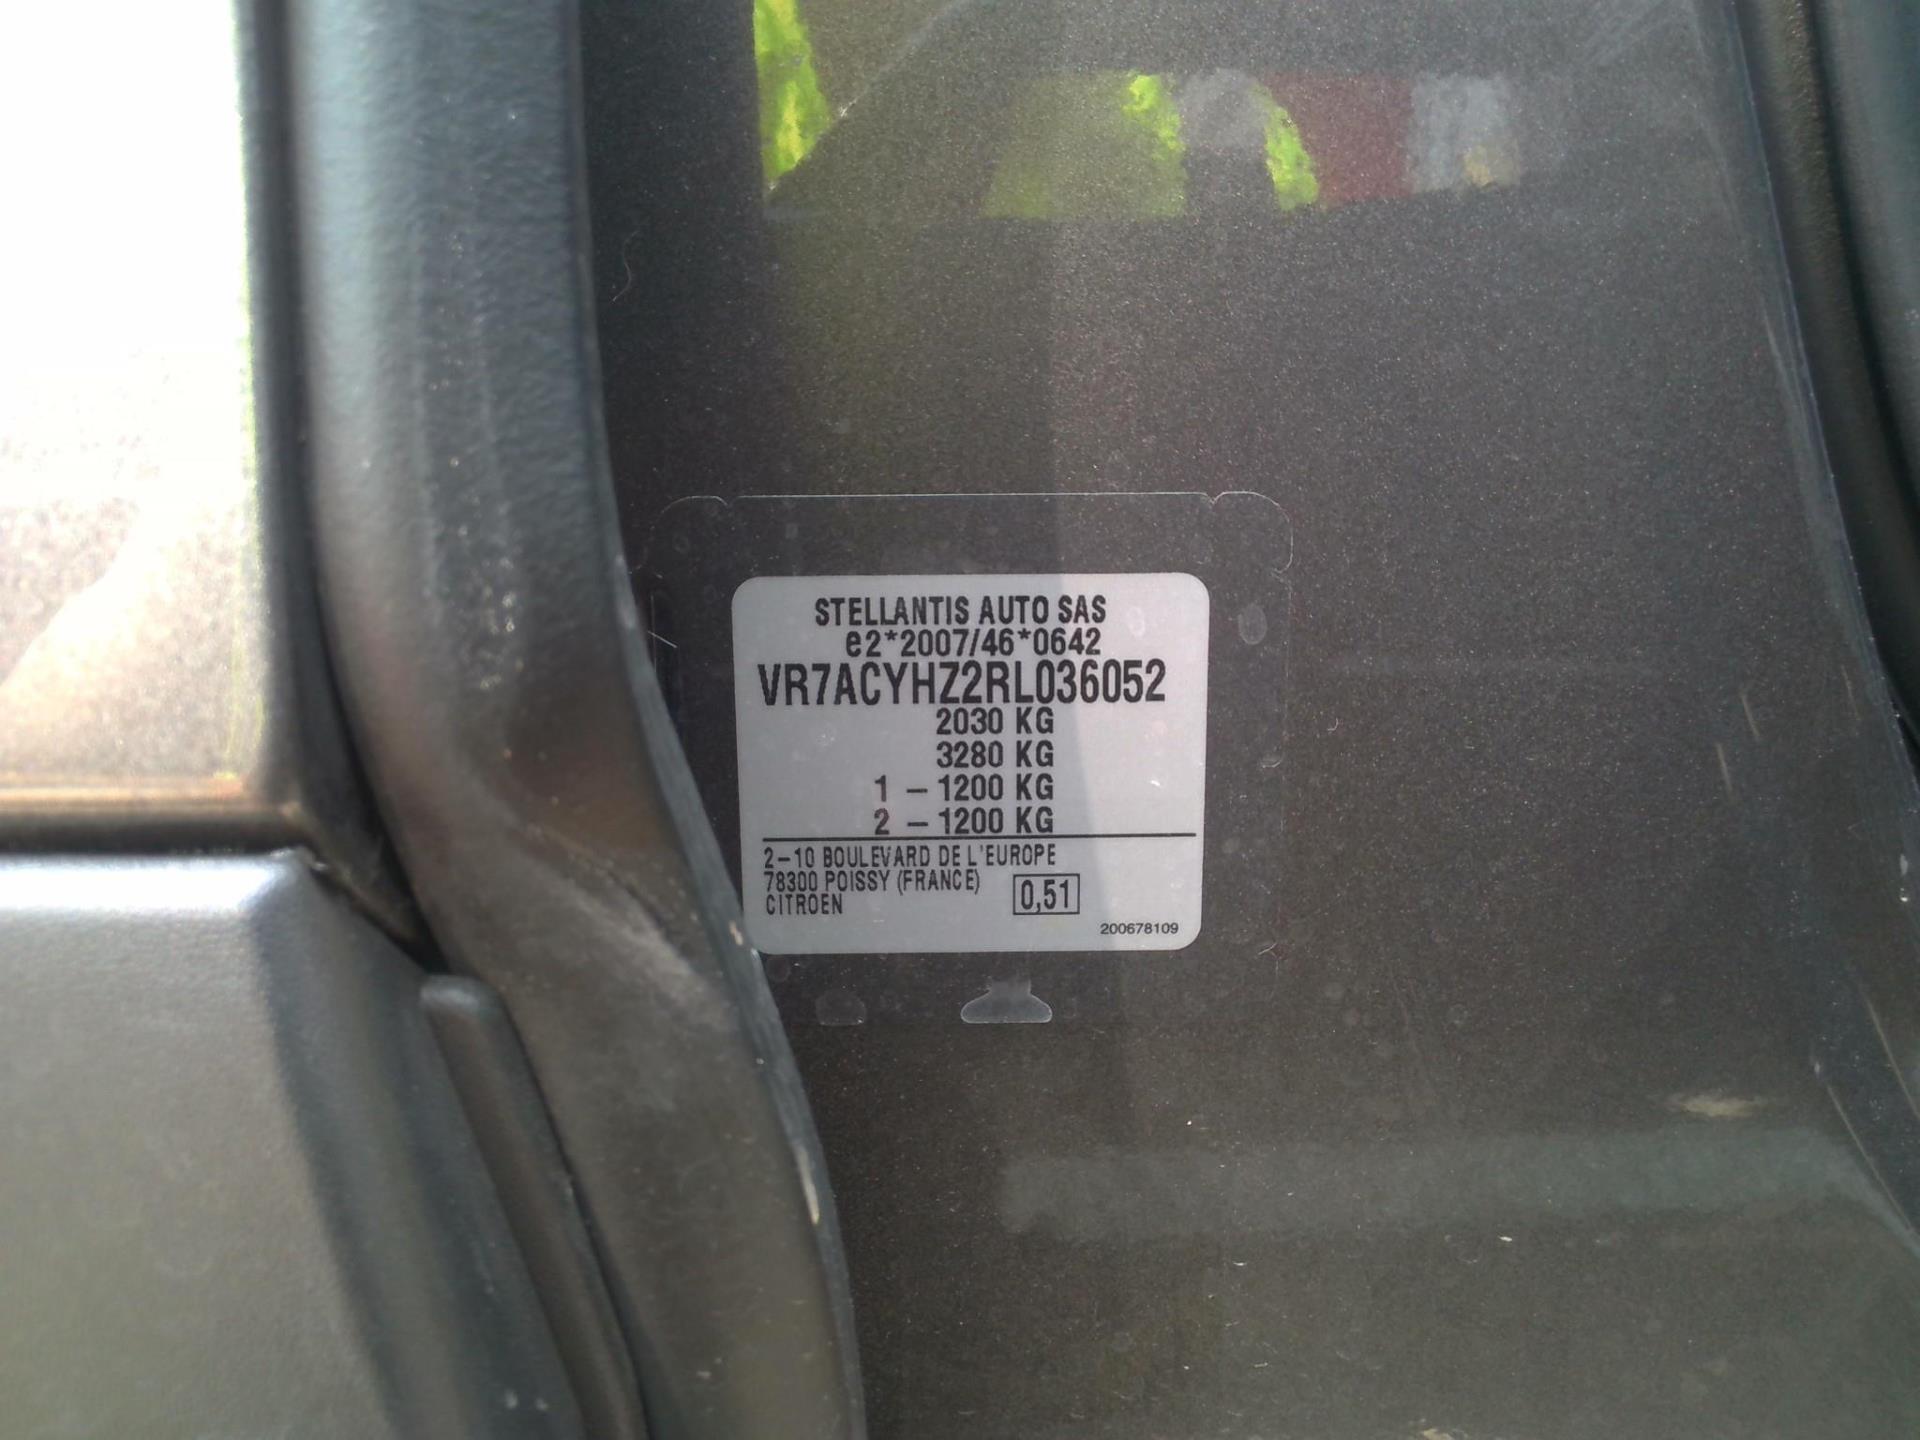 STELLANTIS AUTO SAS
e2*2007/46*0642
VR7ACYHZ2RL036052
2030 KG
3280 KG
1 – 1200 KG
2 – 1200 KG
2-10 BOULEVARD DE L'EUROPE
78300 POISSY (FRANCE)
CITROEN
0,51
200678109